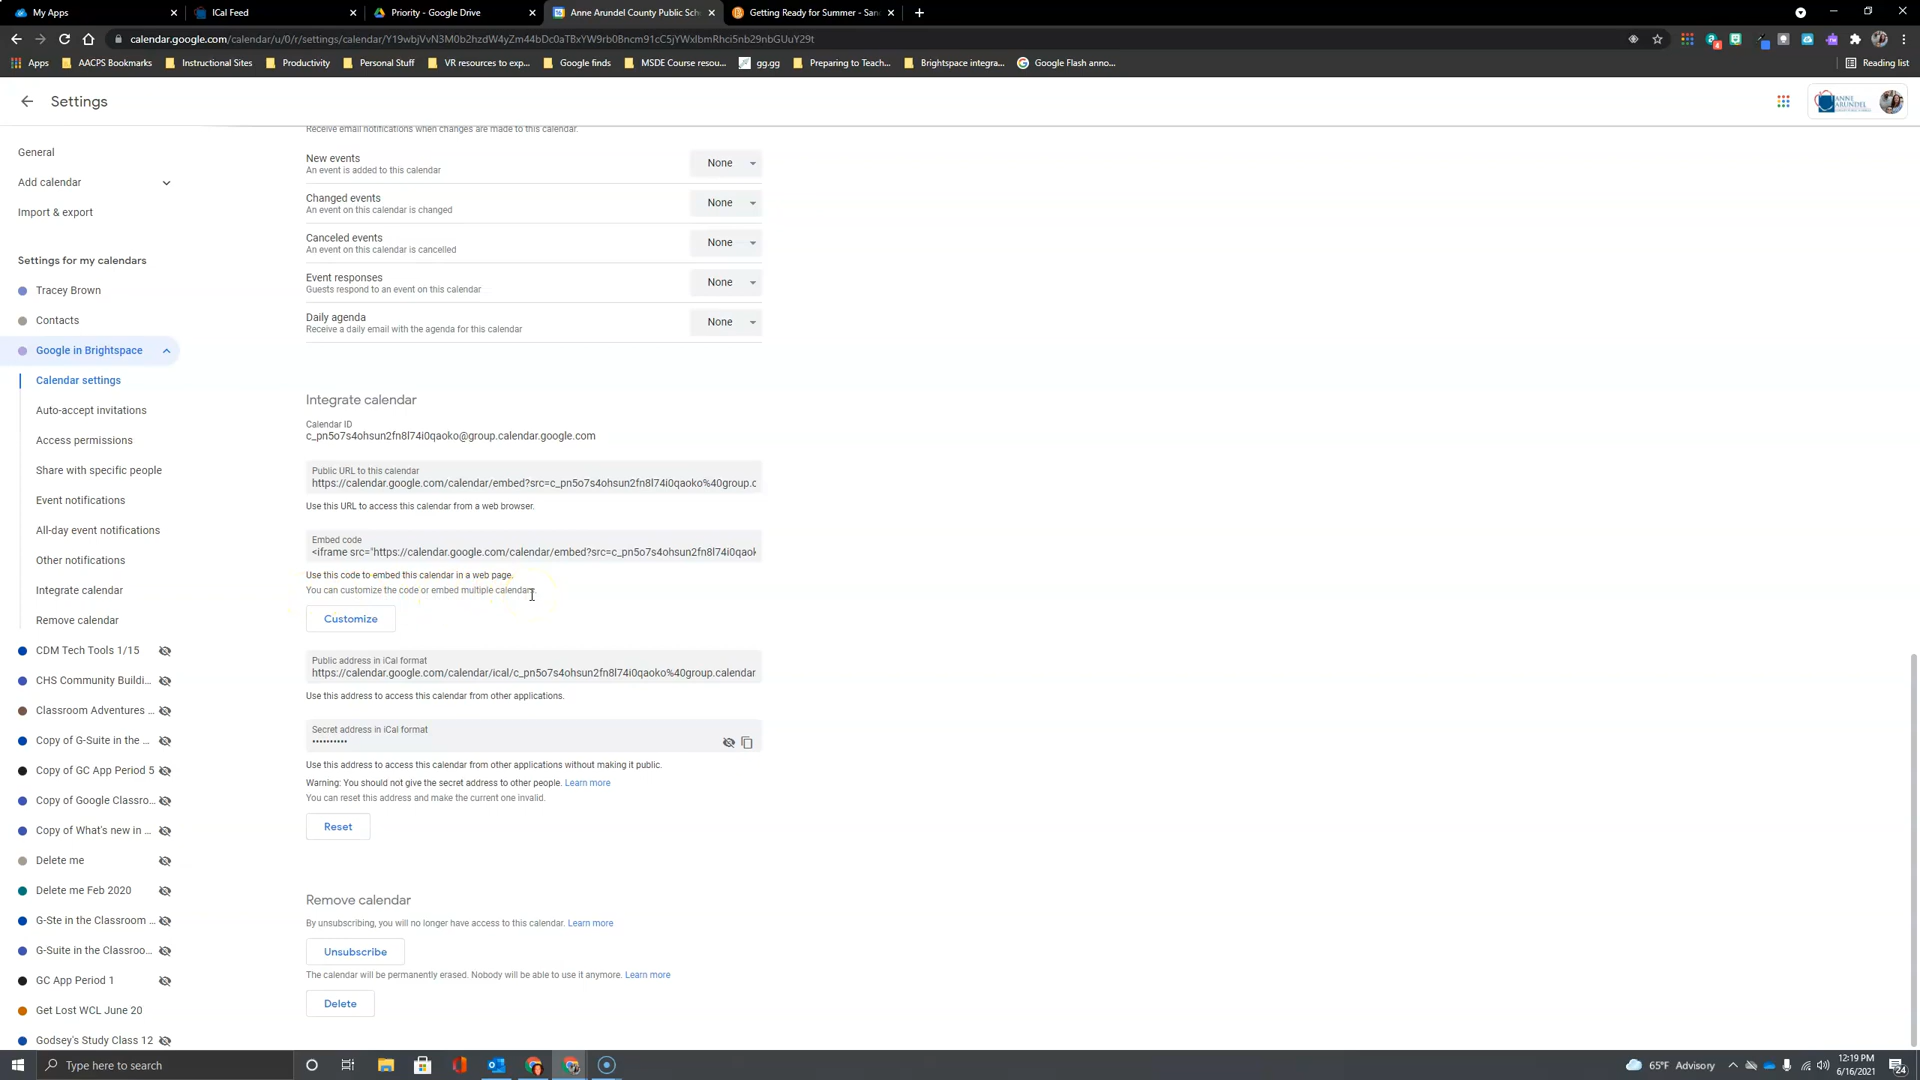 My Apps
ICal Feed
Priority - Google Drive
Anne Arundel County Public Sch
Getting Ready for Summer - San
calendar.google.com/calendar/u/0/r/settings/calendar/
Apps
AACPS Bookmarks
Instructional Sites
Productivity
Personal Stuff
VR resources to exp...
Google finds
MSDE Course resou...
gg.gg
Preparing to Teach...
Brightspace integra...
Google Flash anno...
Reading list
Settings
ANNE
ARUNDEL
General
Add calendar
Import & export
Settings for my calendars
Tracey Brown
Contacts
Google in Brightspace
Calendar settings
Auto-accept invitations
Access permissions
Share with specific people
Event notifications
All-day event notifications
Other notifications
Integrate calendar
Remove calendar
CDM Tech Tools 1/15
CHS Community Buildi...
Classroom Adventures ...
Copy of G-Suite in the ...
Copy of GC App Period 5
Copy of Google Classro...
Copy of What's new in ...
Delete me
Delete me Feb 2020
G-Ste in the Classroom ...
G-Suite in the Classroo...
GC App Period 1
Get Lost WCL June 20
Godsey's Study Class 12
Receive email notifications when changes are made to this calendar.
New events
None
An event is added to this calendar
Changed events
None
An event on this calendar is changed
Canceled events
None
An event on this calendar is cancelled
Event responses
None
Guests respond to an event on this calendar
Daily agenda
None
Receive a daily email with the agenda for this calendar
Integrate calendar
Calendar ID
c_pn5o7s4ohsun2fn8l74i0qaoko@group.calendar.google.com
Public URL to this calendar
https://calendar.google.com/calendar/embed?src=c_pn5o7s4ohsun2fn8l74i0qaoko%40group.c
Use this URL to access this calendar from a web browser.
Embed code
<iframe src="https://calendar.google.com/calendar/embed?src=c_pn5o7s4ohsun2fn8l74i0qaok
Use this code to embed this calendar in a web page.
You can customize the code or embed multiple calendars.
Customize
Public address in iCal format
https://calendar.google.com/calendar/ical/c_pn5o7s4ohsun2fn8l74i0qaoko%40group.calendar
Use this address to access this calendar from other applications.
Secret address in iCal format
••••••••••
Use this address to access this calendar from other applications without making it public.
Warning: You should not give the secret address to other people. Learn more
You can reset this address and make the current one invalid.
Reset
Remove calendar
By unsubscribing, you will no longer have access to this calendar. Learn more
Unsubscribe
The calendar will be permanently erased. Nobody will be able to use it anymore. Learn more
Delete
Type here to search
65°F Advisory
12:19 PM
6/16/2021
24